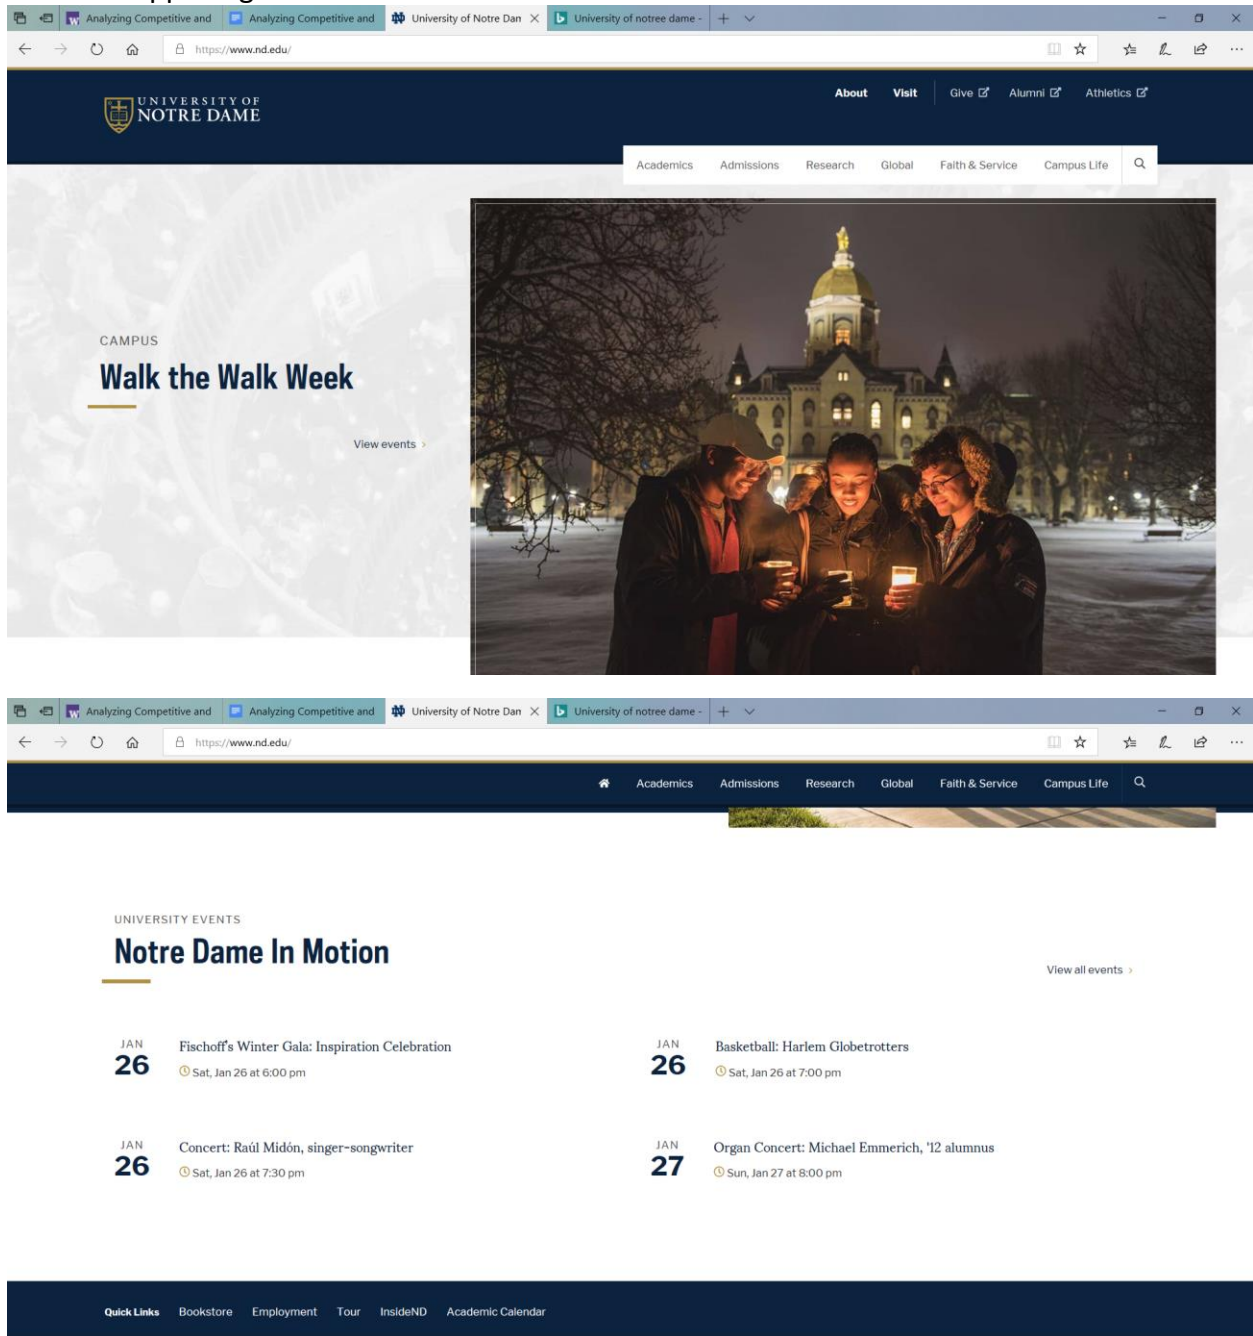 Analyzing Competitive and
Analyzing Competitive and
University of Notre Dan
University of notree dame -
https://www.nd.edu/
UNIVERSITY OF
NOTRE DAME
About Visit Give Alumni Athletics
Academics Admissions Research Global Faith & Service Campus Life
CAMPUS
Walk the Walk Week
View events >
Analyzing Competitive and
Analyzing Competitive and
University of Notre Dan
University of notree dame -
https://www.nd.edu/
Academics Admissions Research Global Faith & Service Campus Life
UNIVERSITY EVENTS
Notre Dame In Motion
View all events >
JAN
26
Fischoff's Winter Gala: Inspiration Celebration
Sat, Jan 26 at 6:00 pm
JAN
26
Basketball: Harlem Globetrotters
Sat, Jan 26 at 7:00 pm
JAN
26
Concert: Raúl Midón, singer-songwriter
Sat, Jan 26 at 7:30 pm
JAN
27
Organ Concert: Michael Emmerich, '12 alumnus
Sun, Jan 27 at 8:00 pm
Quick Links Bookstore Employment Tour InsideND Academic Calendar